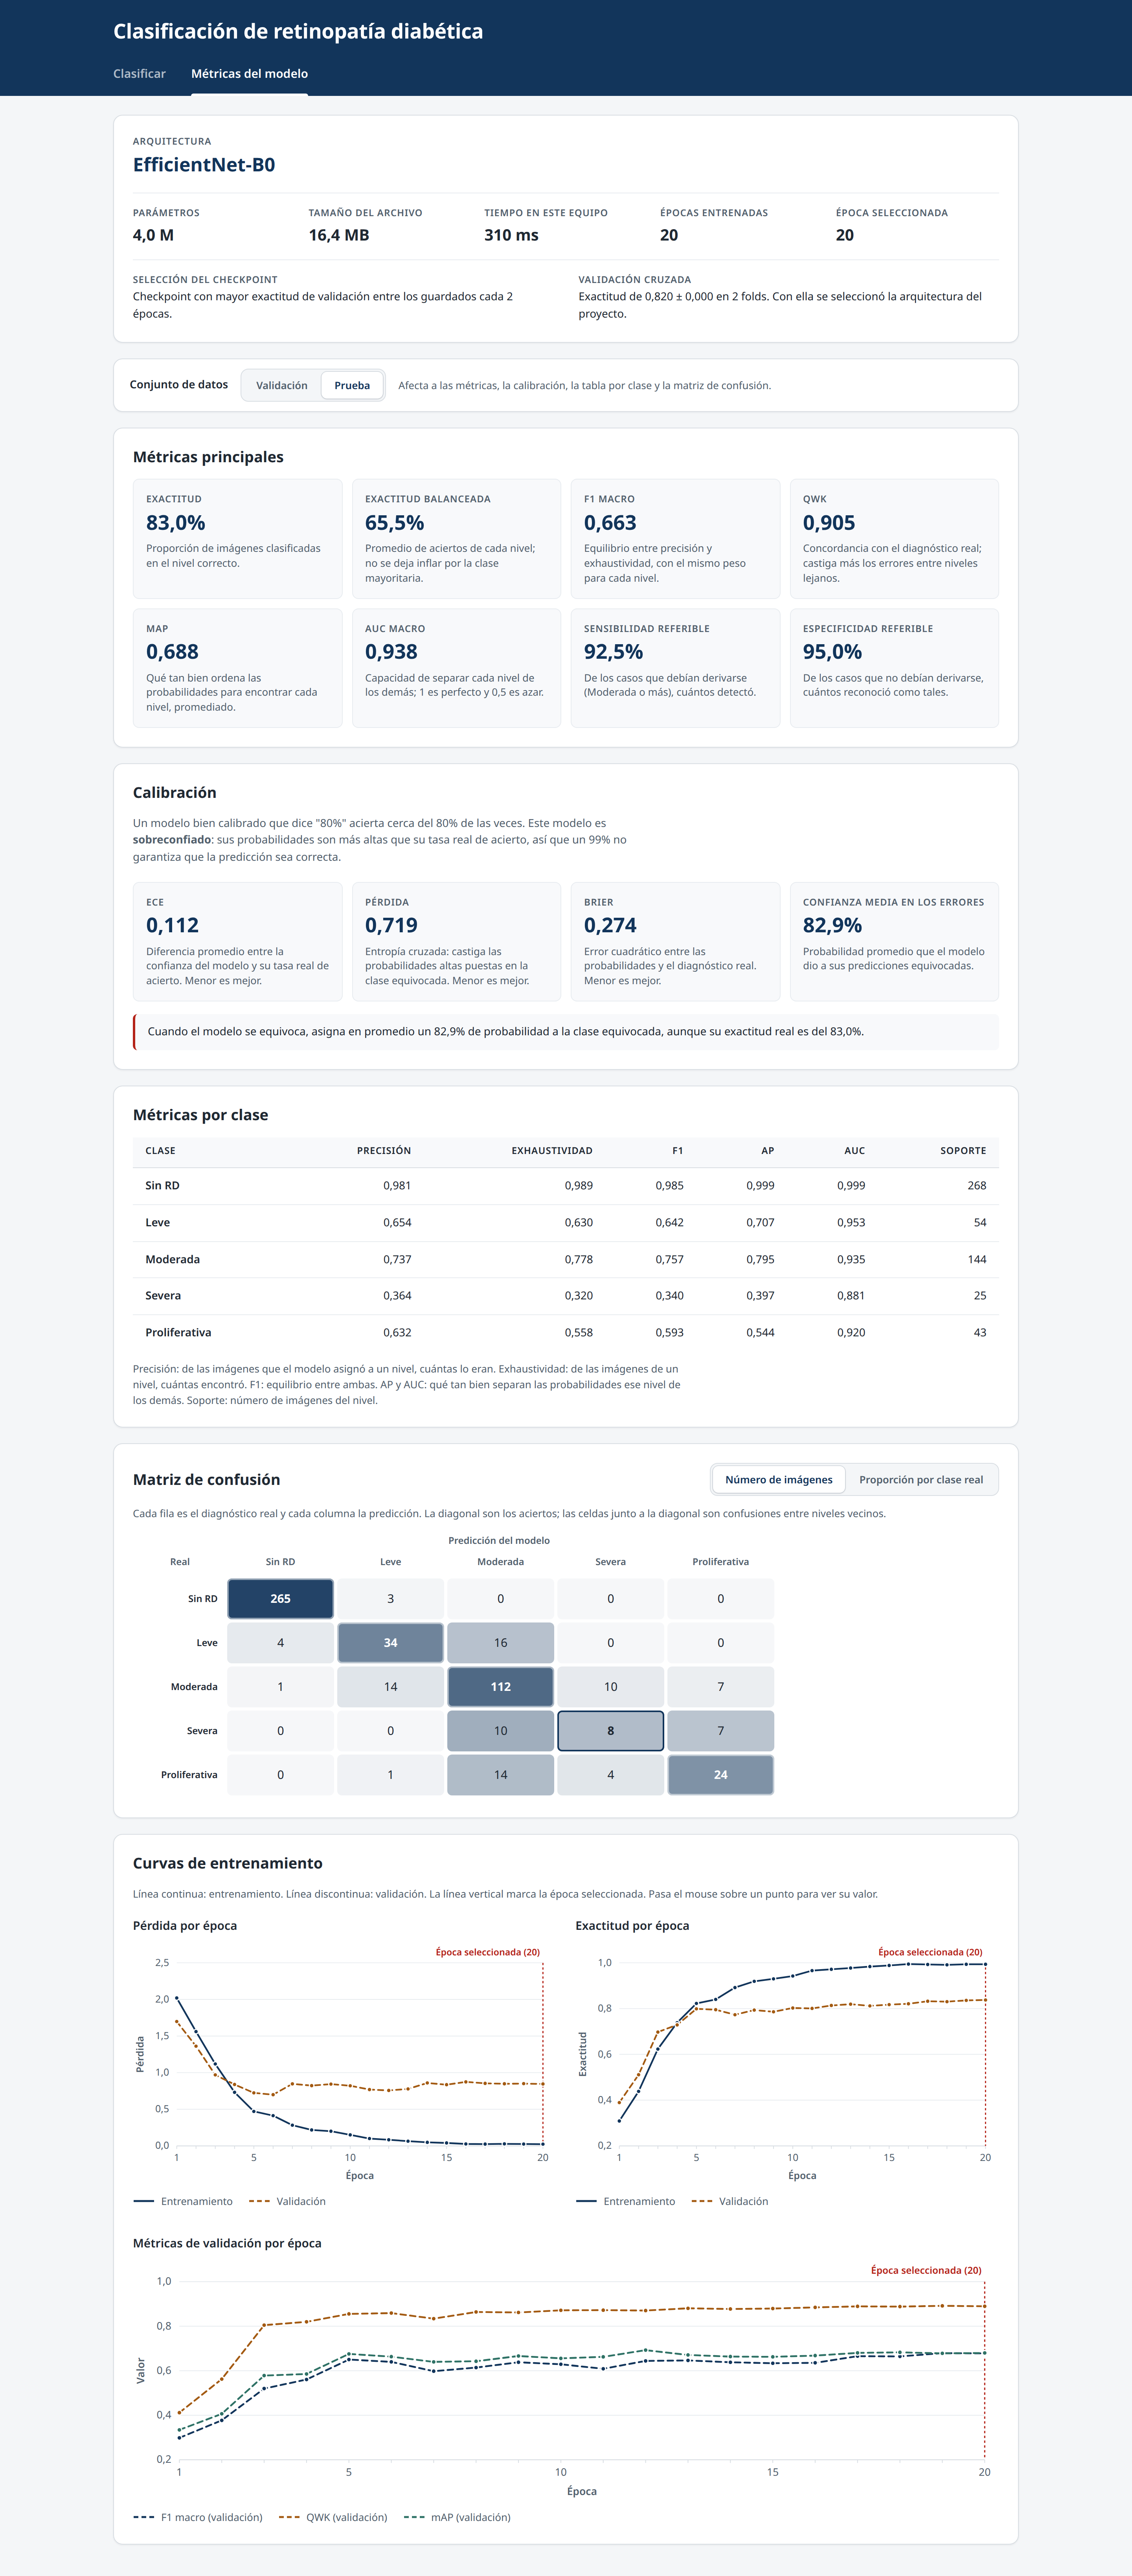 Clasificación de retinopatía diabética
Clasificar Métricas del modelo
ARQUITECTURA
EfficientNet-B0
PARÁMETROS TAMAÑO DEL ARCHIVO TIEMPO EN ESTE EQUIPO ÉPOCAS ENTRENADAS ÉPOCA SELECCIONADA
4,0 M 16,4 MB 310 ms 20 20
SELECCIÓN DEL CHECKPOINT
Checkpoint con mayor exactitud de validación entre los guardados cada 2
épocas.
VALIDACIÓN CRUZADA
Exactitud de 0,820 ± 0,000 en 2 folds. Con ella se seleccionó la arquitectura del
proyecto.
Conjunto de datos Validación Prueba Afecta a las métricas, la calibración, la tabla por clase y la matriz de confusión.
Métricas principales
EXACTITUD
83,0%
Proporción de imágenes clasificadas
en el nivel correcto.
EXACTITUD BALANCEADA
65,5%
Promedio de aciertos de cada nivel;
no se deja inflar por la clase
mayoritaria.
F1 MACRO
0,663
Equilibrio entre precisión y
exhaustividad, con el mismo peso
para cada nivel.
QWK
0,905
Concordancia con el diagnóstico real;
castiga más los errores entre niveles
lejanos.
MAP
0,688
Qué tan bien ordena las
probabilidades para encontrar cada
nivel, promediado.
AUC MACRO
0,938
Capacidad de separar cada nivel de
los demás; 1 es perfecto y 0,5 es azar.
SENSIBILIDAD REFERIBLE
92,5%
De los casos que debían derivarse
(Moderada o más), cuántos detectó.
ESPECIFICIDAD REFERIBLE
95,0%
De los casos que no debían derivarse,
cuántos reconoció como tales.
Calibración
Un modelo bien calibrado que dice "80%" acierta cerca del 80% de las veces. Este modelo es
sobreconfiado: sus probabilidades son más altas que su tasa real de acierto, así que un 99% no
garantiza que la predicción sea correcta.
ECE
0,112
Diferencia promedio entre la
confianza del modelo y su tasa real de
acierto. Menor es mejor.
PÉRDIDA
0,719
Entropía cruzada: castiga las
probabilidades altas puestas en la
clase equivocada. Menor es mejor.
BRIER
0,274
Error cuadrático entre las
probabilidades y el diagnóstico real.
Menor es mejor.
CONFIANZA MEDIA EN LOS ERRORES
82,9%
Probabilidad promedio que el modelo
dio a sus predicciones equivocadas.
Cuando el modelo se equivoca, asigna en promedio un 82,9% de probabilidad a la clase equivocada, aunque su exactitud real es del 83,0%.
Métricas por clase
CLASE PRECISIÓN EXHAUSTIVIDAD F1 AP AUC SOPORTE
Sin RD 0,981 0,989 0,985 0,999 0,999 268
Leve 0,654 0,630 0,642 0,707 0,953 54
Moderada 0,737 0,778 0,757 0,795 0,935 144
Severa 0,364 0,320 0,340 0,397 0,881 25
Proliferativa 0,632 0,558 0,593 0,544 0,920 43
Precisión: de las imágenes que el modelo asignó a un nivel, cuántas lo eran. Exhaustividad: de las imágenes de un
nivel, cuántas encontró. F1: equilibrio entre ambas. AP y AUC: qué tan bien separan las probabilidades ese nivel de
los demás. Soporte: número de imágenes del nivel.
Matriz de confusión Número de imágenes Proporción por clase real
Cada fila es el diagnóstico real y cada columna la predicción. La diagonal son los aciertos; las celdas junto a la diagonal son confusiones entre niveles vecinos.
Predicción del modelo
Real Sin RD Leve Moderada Severa Proliferativa
Sin RD 265 3 0 0 0
Leve 4 34 16 0 0
Moderada 1 14 112 10 7
Severa 0 0 10 8 7
Proliferativa 0 1 14 4 24
Curvas de entrenamiento
Línea continua: entrenamiento. Línea discontinua: validación. La línea vertical marca la época seleccionada. Pasa el mouse sobre un punto para ver su valor.
Pérdida por época
Época seleccionada (20)
2,5
2,0
1,5
1,0
0,5
0,0
Pérdida
1 5 10 15 20
Época
Entrenamiento Validación
Exactitud por época
Época seleccionada (20)
1,0
0,8
0,6
0,4
0,2
Exactitud
1 5 10 15 20
Época
Entrenamiento Validación
Métricas de validación por época
Época seleccionada (20)
1,0
0,8
0,6
0,4
0,2
Valor
1 5 10 15 20
Época
F1 macro (validación) QWK (validación) mAP (validación)